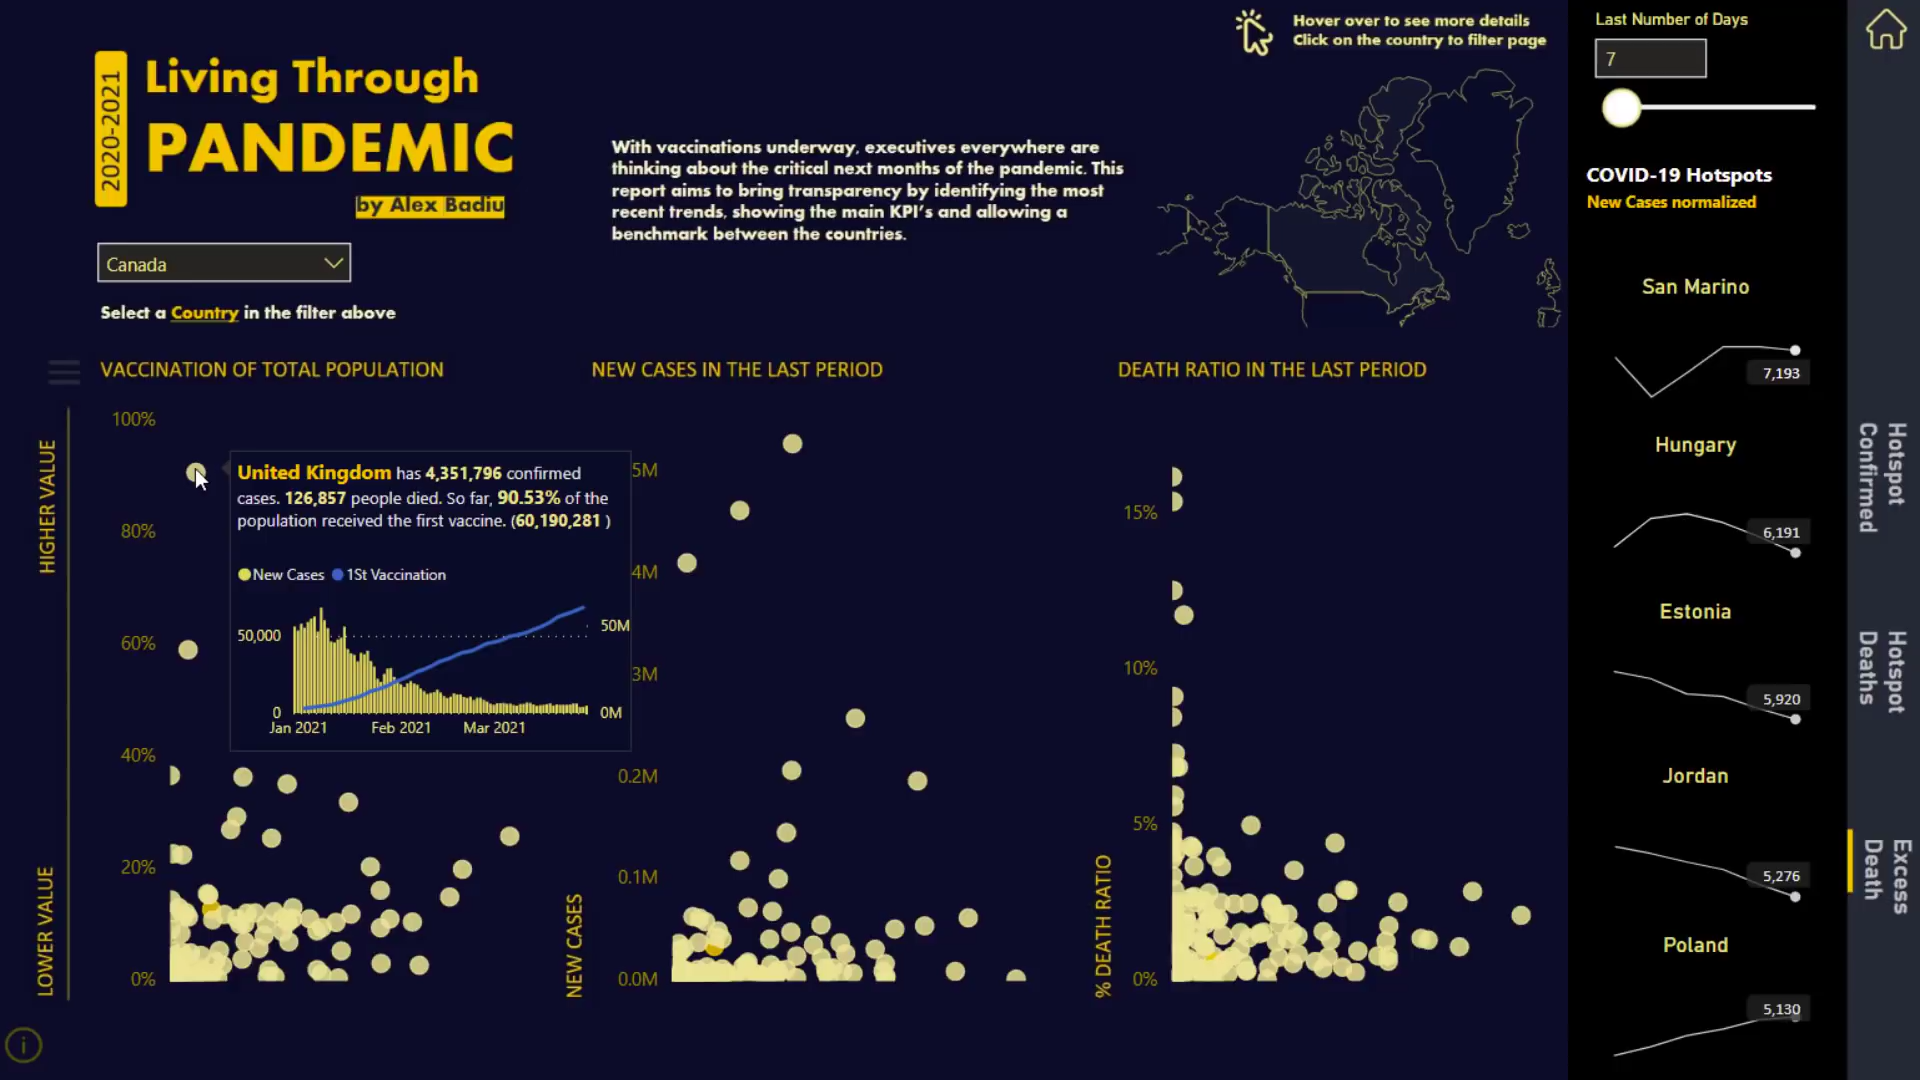 Hover over to see more details
Click on the country to filter page
Last Number of Days
7
2020-2021
Living Through
PANDEMIC
by Alex Badiu
With vaccinations underway, executives everywhere are
thinking about the critical next months of the pandemic. This
report aims to bring transparency by identifying the most
recent trends, showing the main KPI's and allowing a
benchmark between the countries.
Canada
Select a Country in the filter above
COVID-19 Hotspots
New Cases normalized
San Marino
7,193
Hungary
6,191
Estonia
5,920
Jordan
5,276
Poland
5,130
Hotspot
Confirmed
Hotspot
Deaths
Excess
Death
VACCINATION OF TOTAL POPULATION
HIGHER VALUE
LOWER VALUE
100%
80%
60%
40%
20%
0%
United Kingdom has 4,351,796 confirmed
cases. 126,857 people died. So far, 90.53% of the
population received the first vaccine. (60,190,281 )
New Cases 1St Vaccination
50,000
0
50M
0M
Jan 2021 Feb 2021 Mar 2021
NEW CASES IN THE LAST PERIOD
NEW CASES
5M
4M
3M
0.2M
0.1M
0.0M
DEATH RATIO IN THE LAST PERIOD
% DEATH RATIO
15%
10%
5%
0%